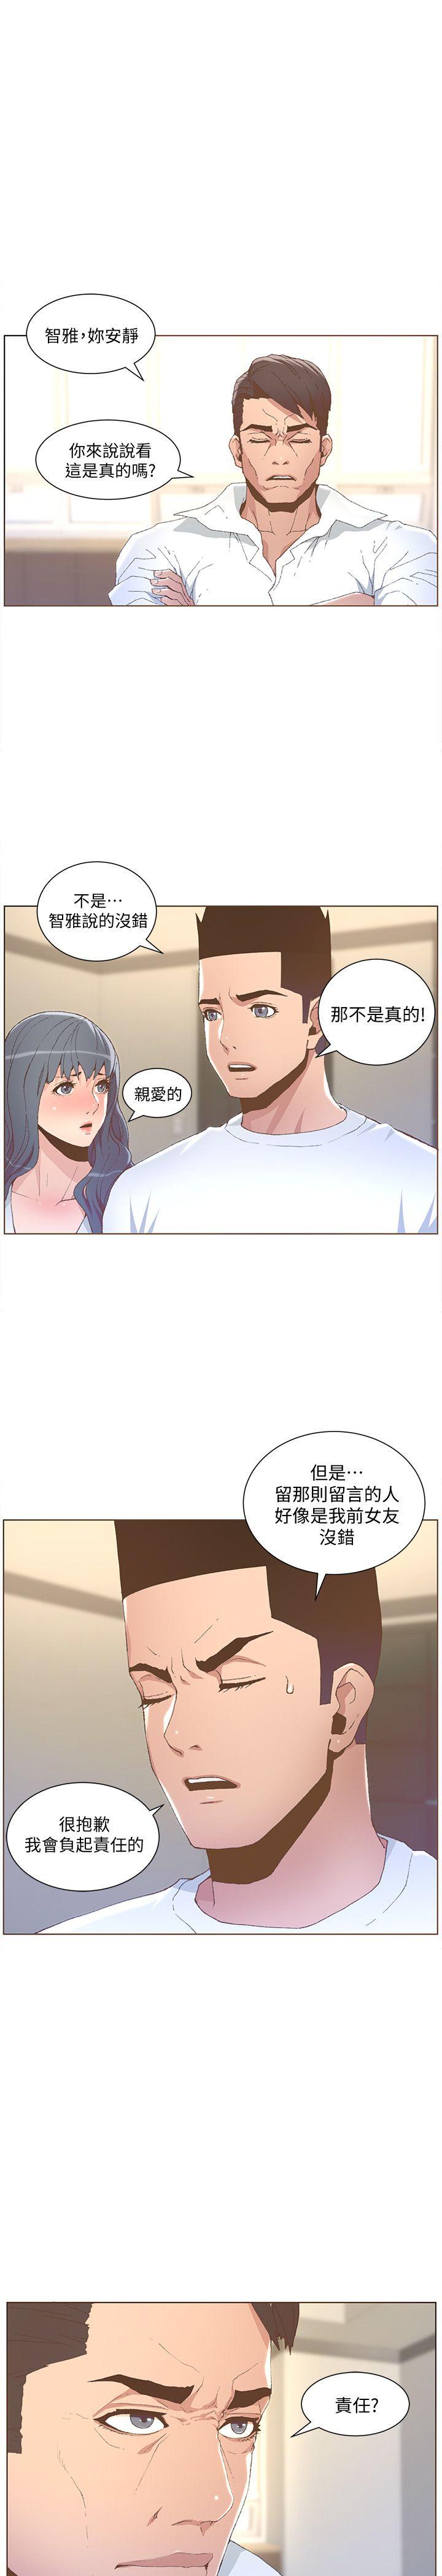 智雅，妳安靜
你來說說看
這是真的嗎?
不是…
智雅說的沒錯
那不是真的!
親愛的
但是…
留那則留言的人
好像是我前女友
沒錯
很抱歉
我會負起責任的
責任?